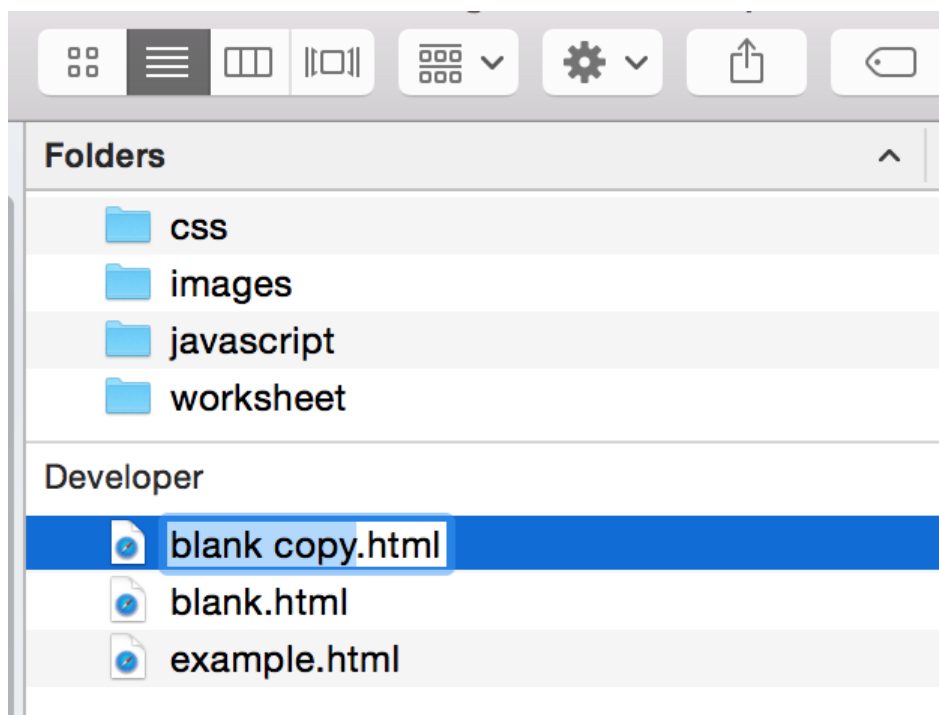 Folders
css
images
javascript
worksheet
Developer
blank copy.html
blank.html
example.html